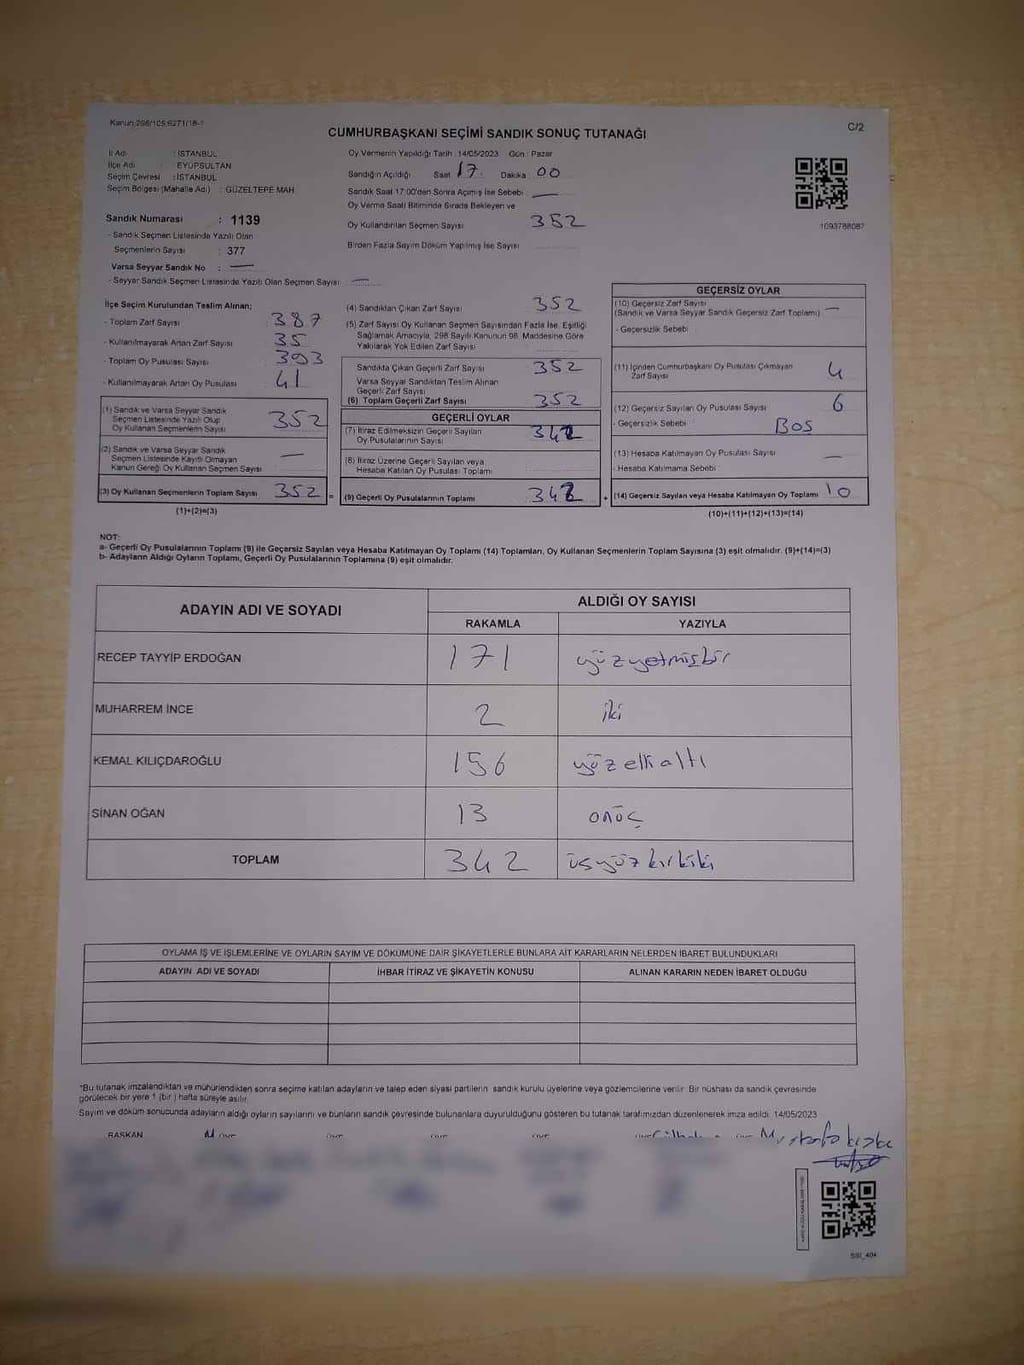 Kanun:298/105;6271/18-1
CUMHURBAŞKANI SEÇİMİ SANDIK SONUÇ TUTANAĞI
C/2
İl Adı : İSTANBUL
İlçe Adı : EYÜPSULTAN
Seçim Çevresi : İSTANBUL
Seçim Bölgesi (Mahalle Adı) : GÜZELTEPE MAH
Sandık Numarası : 1139
- Sandık Seçmen Listesinde Yazılı Olan
Seçmenlerin Sayısı : 377
Varsa Seyyar Sandık No : —
- Seyyar Sandık Seçmen Listesinde Yazılı Olan Seçmen Sayısı : —
Oy Vermenin Yapıldığı Tarih : 14/05/2023 Gün : Pazar
Sandığın Açıldığı Saat 17 Dakika 00
Sandık Saat 17:00'den Sonra Açımış İse Sebebi : —
Oy Verme Saati Bitiminde Sırada Bekleyen ve
Oy Kullandırılan Seçmen Sayısı 352
Birden Fazla Sayım Döküm Yapılmış İse Sayısı
1093788087
İlçe Seçim Kurulundan Teslim Alınan;
- Toplam Zarf Sayısı 387
- Kullanılmayarak Artan Zarf Sayısı 35
- Toplam Oy Pusulası Sayısı 393
- Kullanılmayarak Artan Oy Pusulası 41
(1) Sandık ve Varsa Seyyar Sandık
Seçmen Listesinde Yazılı Olup
Oy Kullanan Seçmenlerin Sayısı 352
(2) Sandık ve Varsa Seyyar Sandık
Seçmen Listesinde Kayıtlı Olmayan
Kanun Gereği Oy Kullanan Seçmen Sayısı —
(3) Oy Kullanan Seçmenlerin Toplam Sayısı 352
(1)+(2)=(3)
(4) Sandıktan Çıkan Zarf Sayısı 352
(5) Zarf Sayısı Oy Kullanan Seçmen Sayısından Fazla İse, Eşitliği
Sağlamak Amacıyla, 298 Sayılı Kanunun 98. Maddesine Göre
Yakılarak Yok Edilen Zarf Sayısı
Sandıkta Çıkan Geçerli Zarf Sayısı 352
Varsa Seyyar Sandıktan Teslim Alınan
Geçerli Zarf Sayısı
(6) Toplam Geçerli Zarf Sayısı 352
GEÇERLİ OYLAR
(7) İtiraz Edilmeksizin Geçerli Sayılan
Oy Pusulalarının Sayısı 342
(8) İtiraz Üzerine Geçerli Sayılan veya
Hesaba Katılan Oy Pusulası Toplamı
(9) Geçerli Oy Pusulalarının Toplamı 342
GEÇERSİZ OYLAR
(10) Geçersiz Zarf Sayısı
(Sandık ve Varsa Seyyar Sandık Geçersiz Zarf Toplamı) —
- Geçersizlik Sebebi
(11) İçinden Cumhurbaşkanı Oy Pusulası Çıkmayan
Zarf Sayısı 4
(12) Geçersiz Sayılan Oy Pusulası Sayısı 6
- Geçersizlik Sebebi BOŞ
(13) Hesaba Katılmayan Oy Pusulası Sayısı —
- Hesaba Katılmama Sebebi
(14) Geçersiz Sayılan veya Hesaba Katılmayan Oy Toplamı 10
(10)+(11)+(12)+(13)=(14)
NOT:
a- Geçerli Oy Pusulalarının Toplamı (9) ile Geçersiz Sayılan veya Hesaba Katılmayan Oy Toplamı (14) Toplamları, Oy Kullanan Seçmenlerin Toplam Sayısına (3) eşit olmalıdır. (9)+(14)=(3)
b- Adayların Aldığı Oyların Toplamı, Geçerli Oy Pusulalarının Toplamına (9) eşit olmalıdır.
ADAYIN ADI VE SOYADI ALDIĞI OY SAYISI
RAKAMLA YAZIYLA
RECEP TAYYİP ERDOĞAN 171 yüzyetmişbir
MUHARREM İNCE 2 iki
KEMAL KILIÇDAROĞLU 156 yüzellialtı
SİNAN OĞAN 13 onüç
TOPLAM 342 üçyüzkırkiki
OYLAMA İŞ VE İŞLEMLERİNE VE OYLARIN SAYIM VE DÖKÜMÜNE DAİR ŞİKAYETLERLE BUNLARA AİT KARARLARIN NELERDEN İBARET BULUNDUKLARI
ADAYIN ADI VE SOYADI İHBAR İTİRAZ VE ŞİKAYETİN KONUSU ALINAN KARARIN NEDEN İBARET OLDUĞU
*Bu tutanak imzalandıktan ve mühürlendikten sonra seçime katılan adayların ve talep eden siyasi partilerin sandık kurulu üyelerine veya gözlemcilerine verilir. Bir nüshası da sandık çevresinde
görülecek bir yere 1 (bir) hafta süreyle asılır.
Sayım ve döküm sonucunda adayların aldığı oyların sayılarını ve bunların sandık çevresinde bulunanlara duyurulduğunu gösteren bu tutanak tarafımızdan düzenlenerek imza edildi. 14/05/2023
BAŞKAN
Mustafa
SSI_404